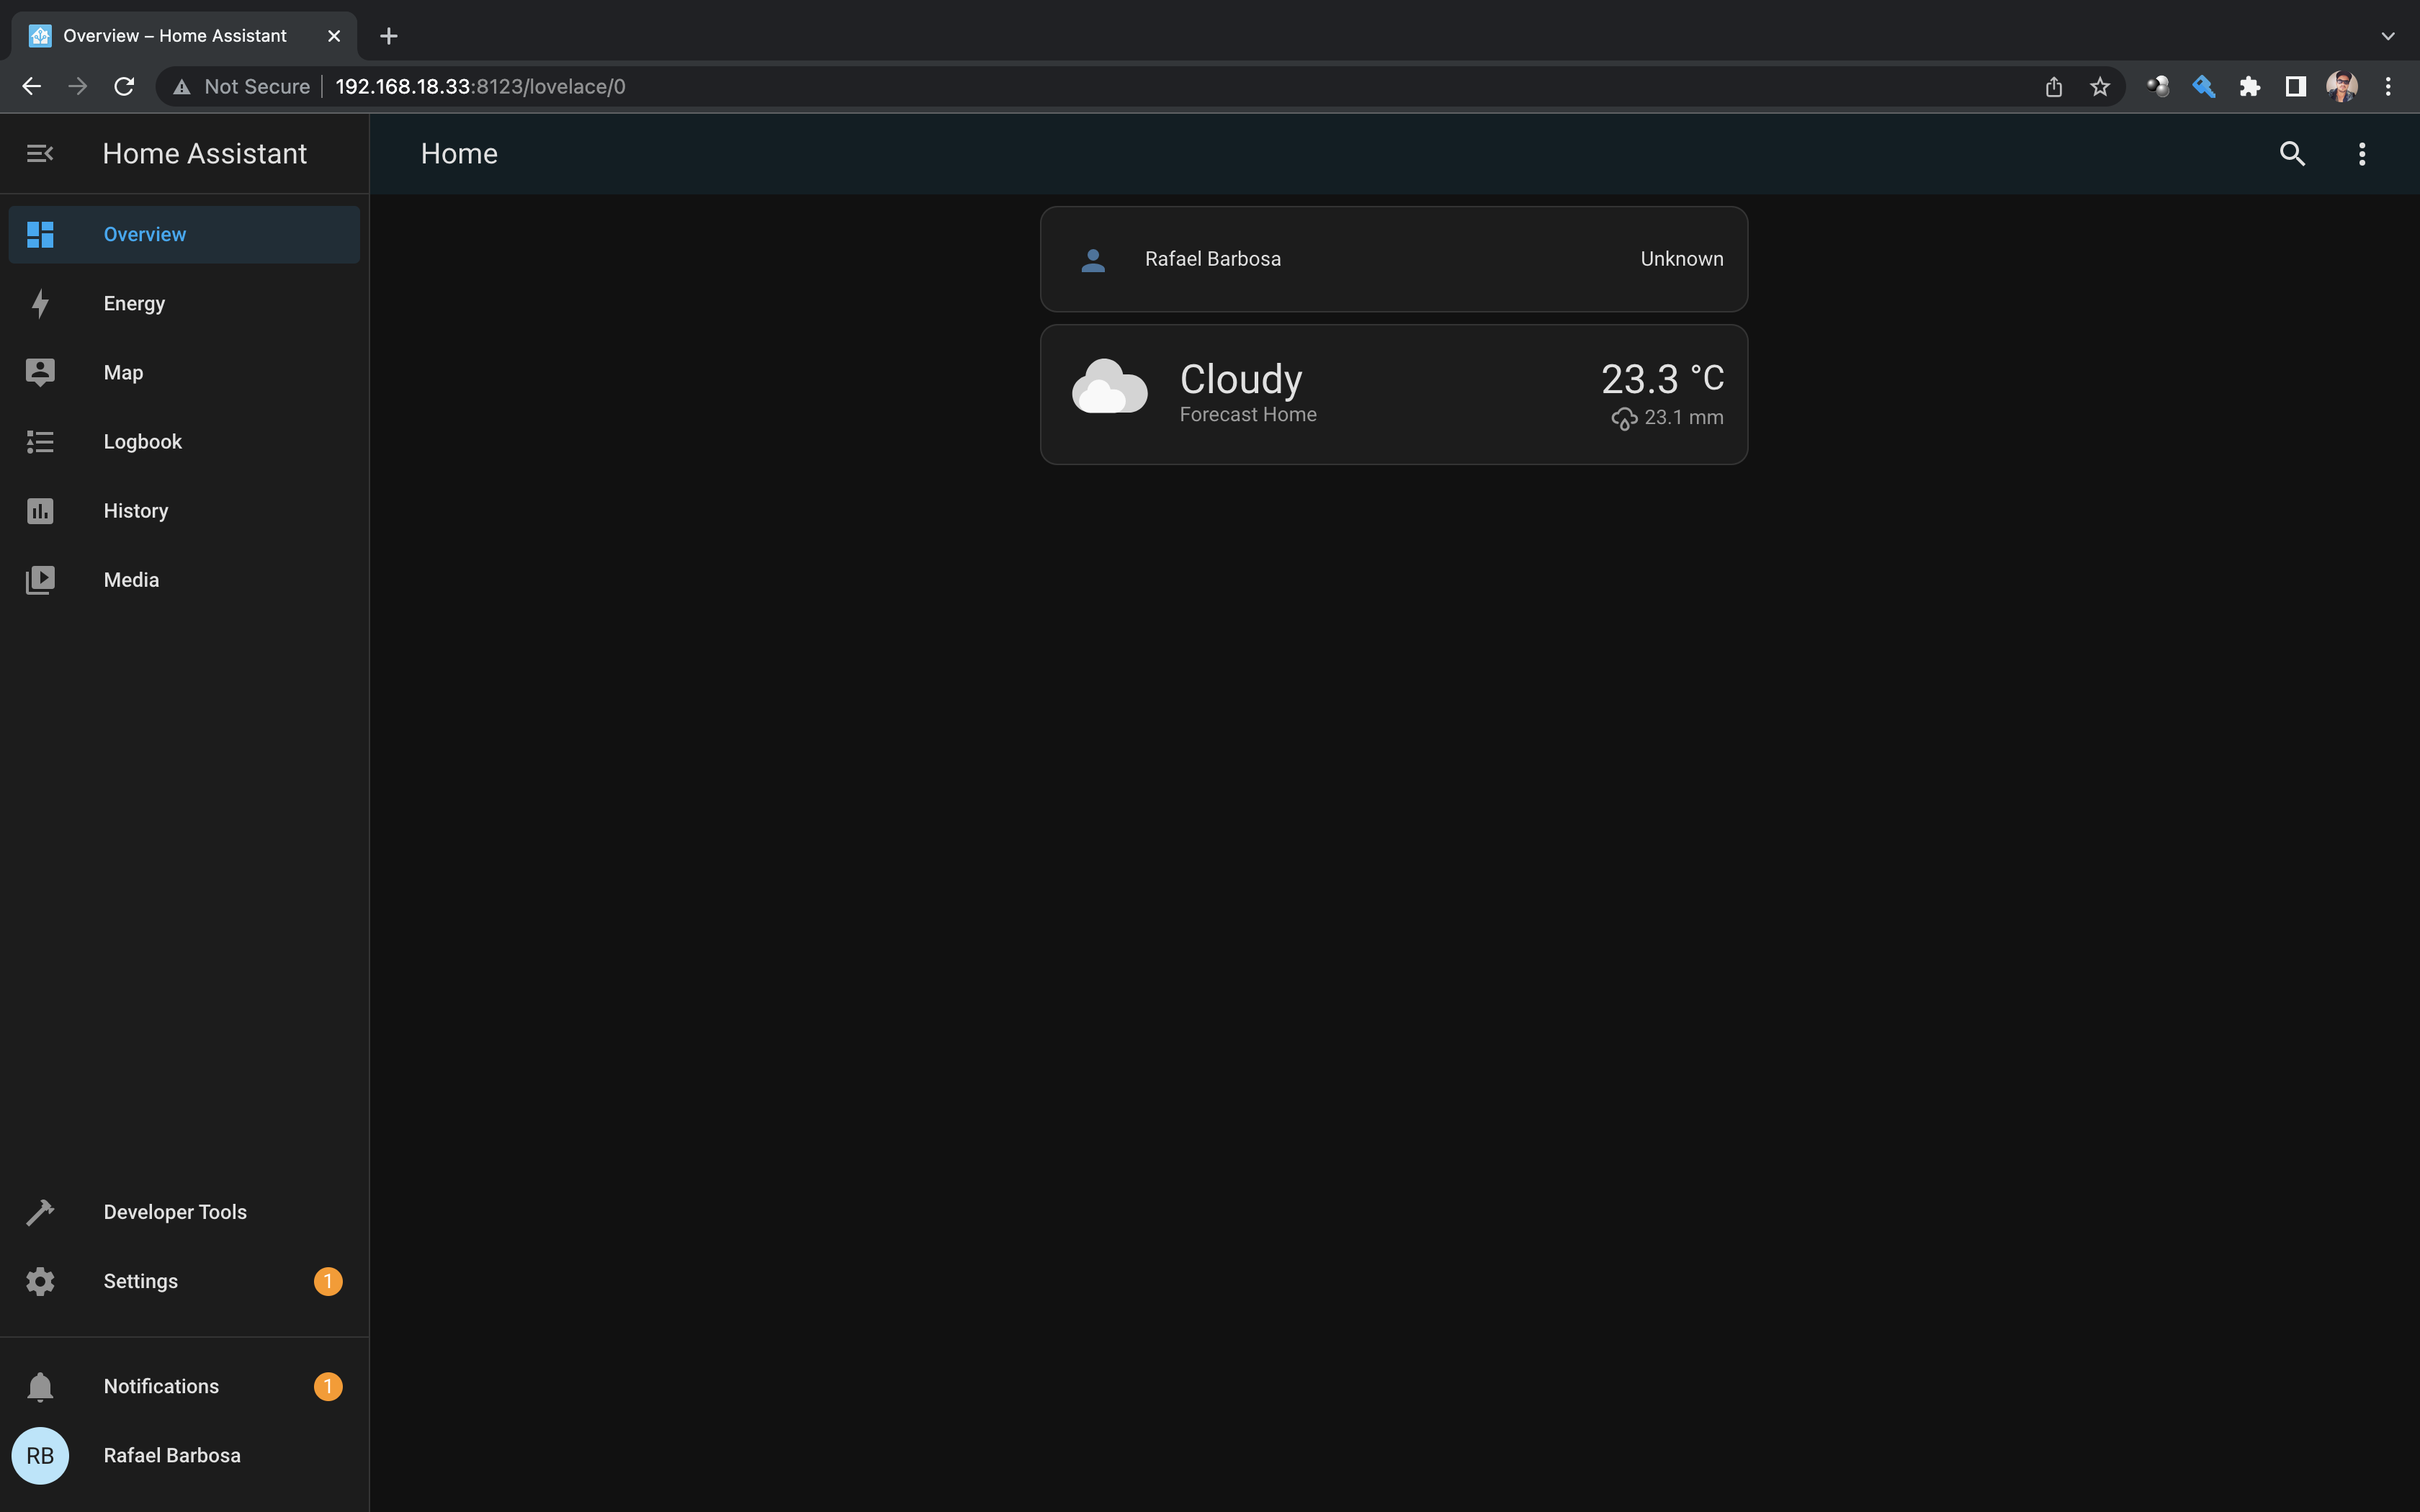 Overview – Home Assistant
Not Secure 192.168.18.33:8123/lovelace/0
Home Assistant
Home
Overview
Energy
Map
Logbook
History
Media
Developer Tools
Settings 1
Notifications 1
RB Rafael Barbosa
Rafael Barbosa Unknown
Cloudy 23.3 °C
Forecast Home 23.1 mm